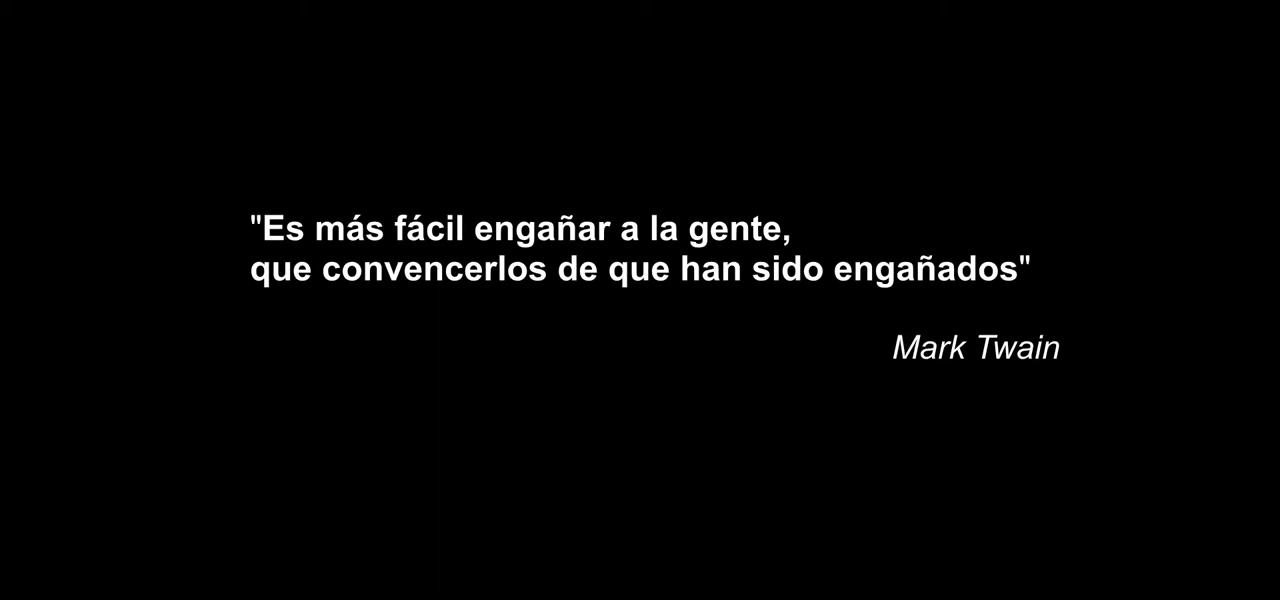 "Es más fácil engañar a la gente,
que convencerlos de que han sido engañados"
Mark Twain